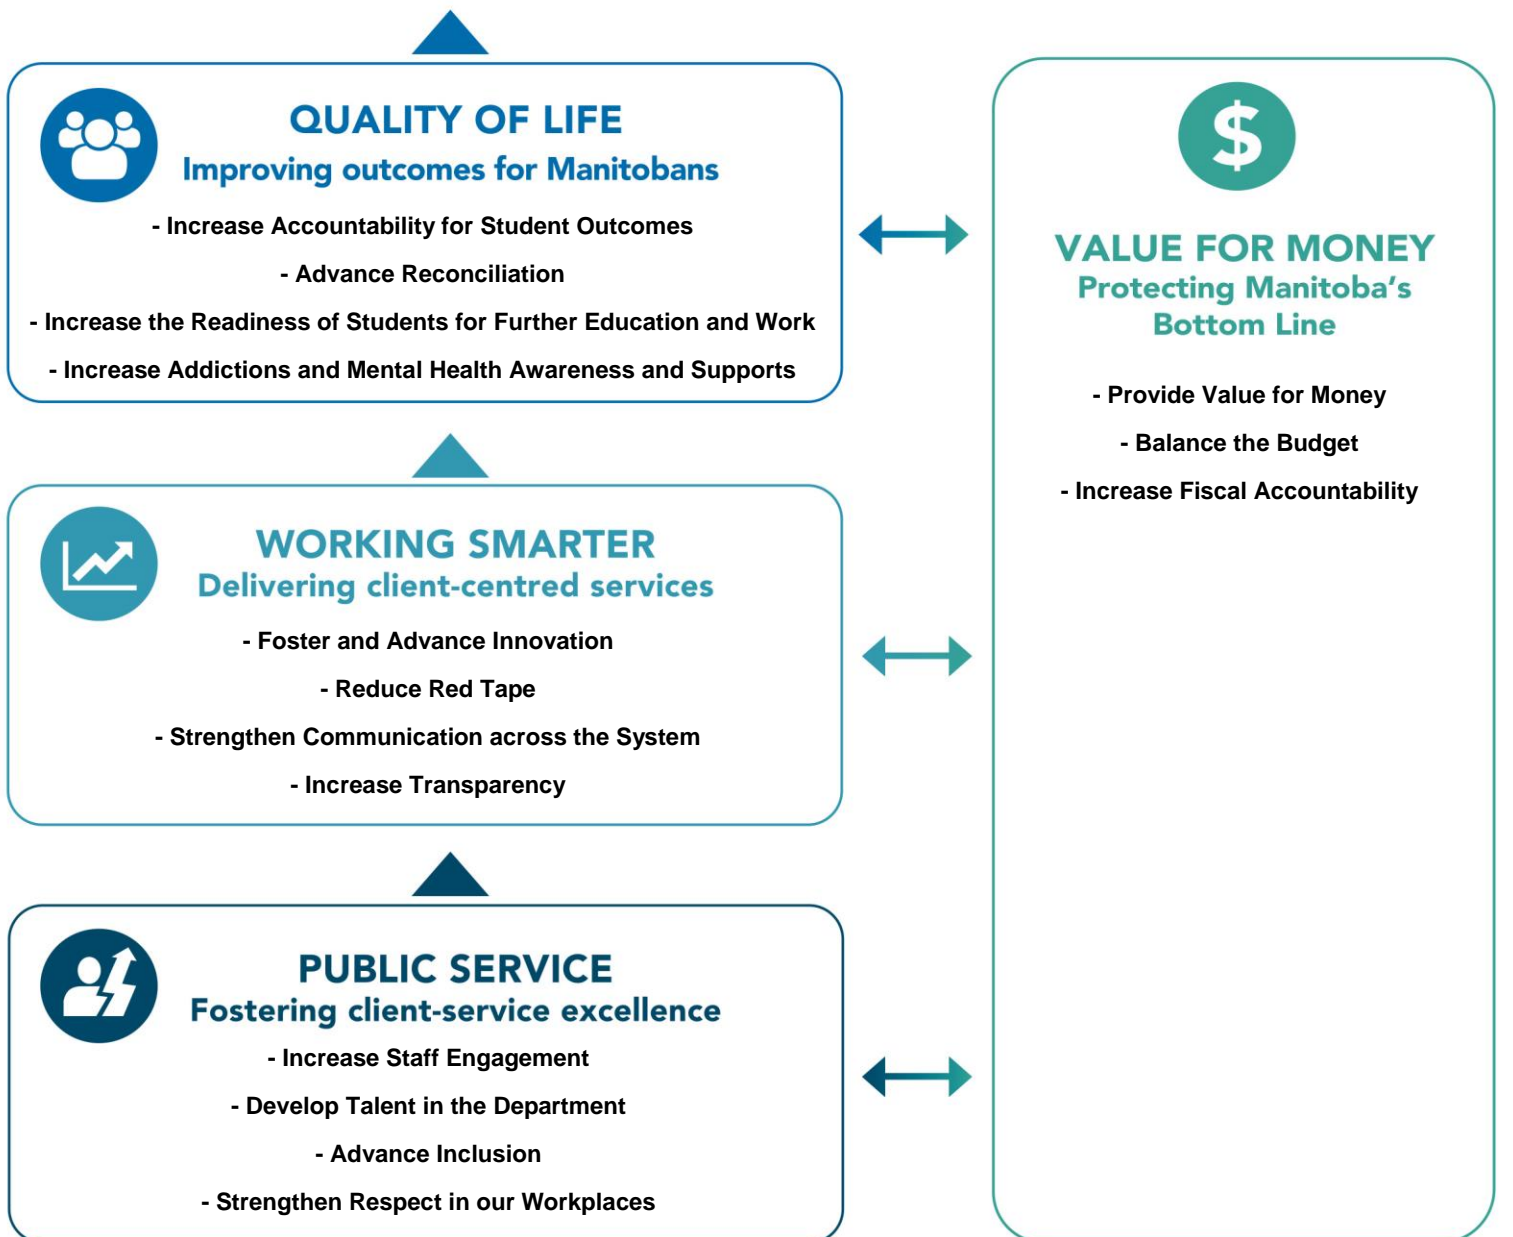 QUALITY OF LIFE
Improving outcomes for Manitobans
- Increase Accountability for Student Outcomes
- Advance Reconciliation
- Increase the Readiness of Students for Further Education and Work
- Increase Addictions and Mental Health Awareness and Supports
WORKING SMARTER
Delivering client-centred services
- Foster and Advance Innovation
- Reduce Red Tape
- Strengthen Communication across the System
- Increase Transparency
PUBLIC SERVICE
Fostering client-service excellence
- Increase Staff Engagement
- Develop Talent in the Department
- Advance Inclusion
- Strengthen Respect in our Workplaces
$
VALUE FOR MONEY
Protecting Manitoba’s
Bottom Line
- Provide Value for Money
- Balance the Budget
- Increase Fiscal Accountability